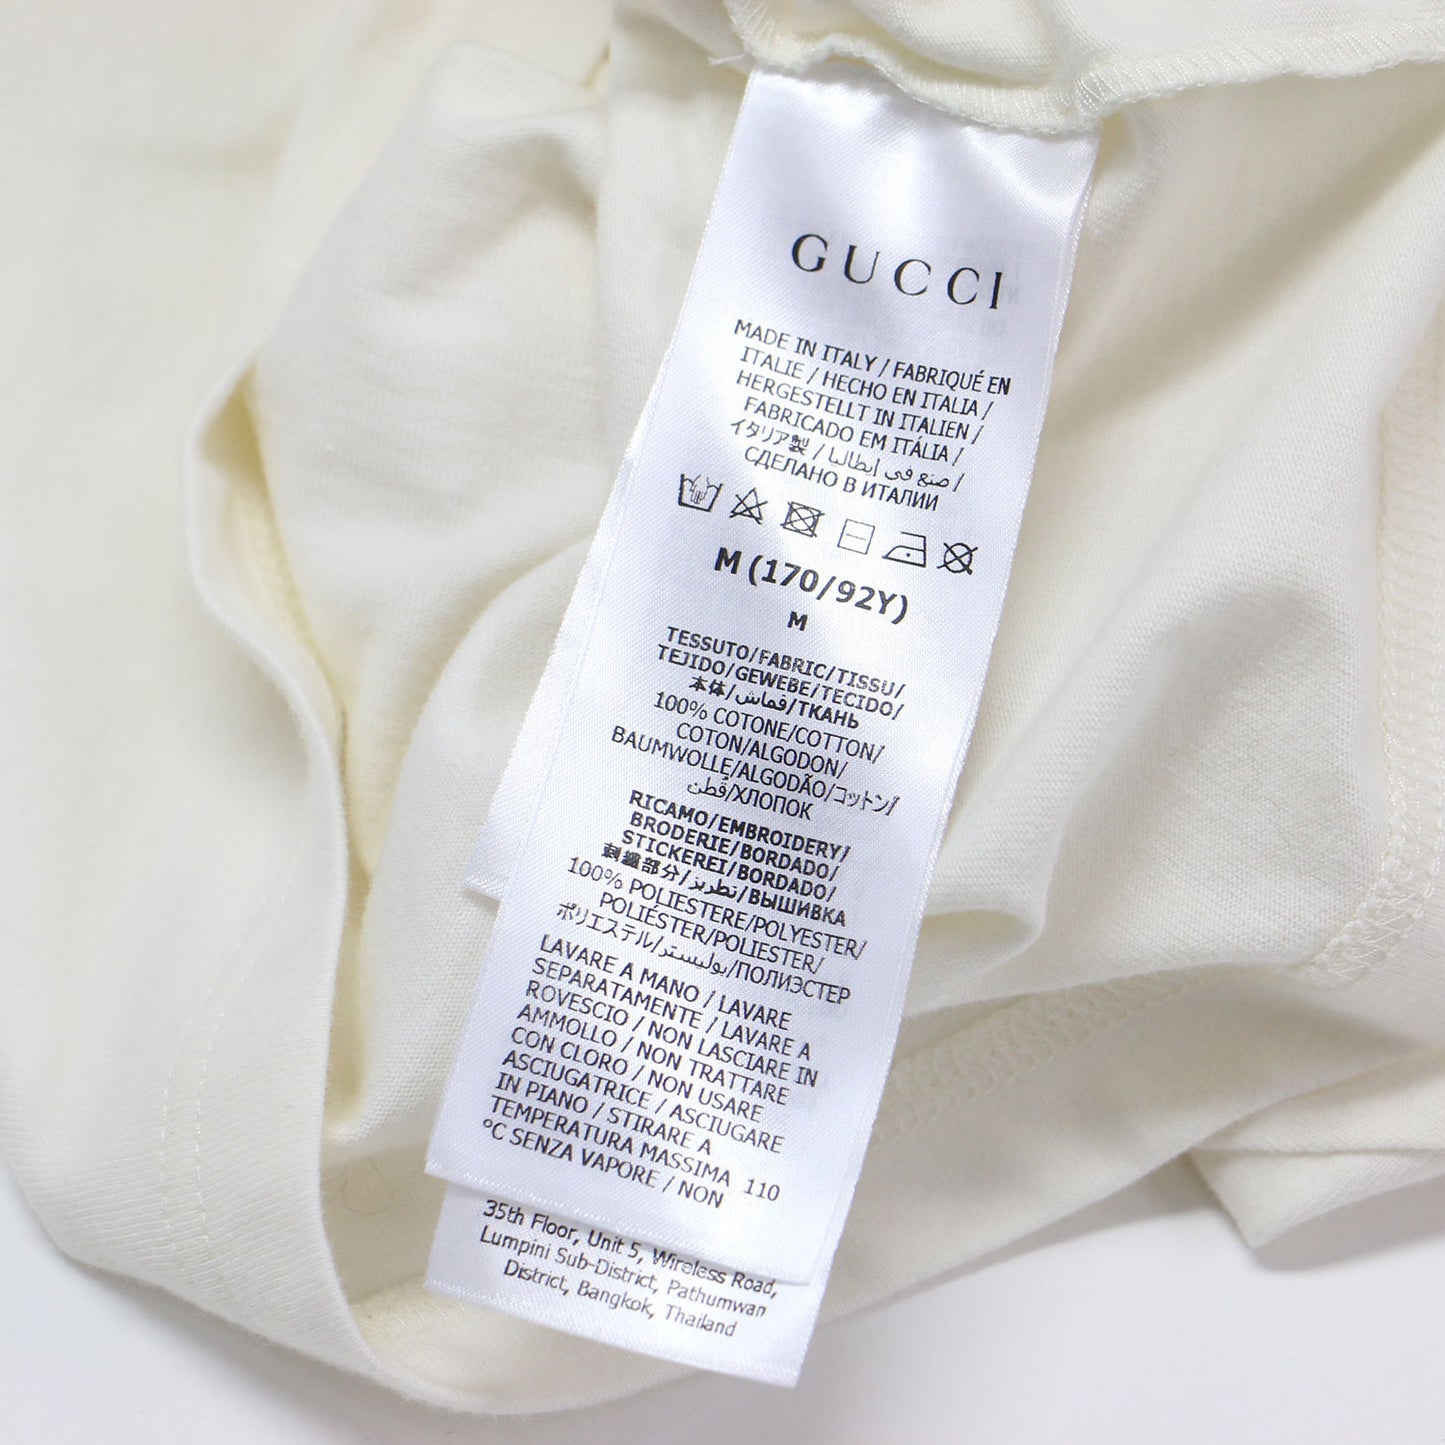 GUCCI
MADE IN ITALY / FABRIQUÉ EN
ITALIE / HECHO EN ITALIA /
HERGESTELLT IN ITALIEN /
FABRICADO EM ITÁLIA /
イタリア製 / صنع في إيطاليا /
СДЕЛАНО В ИТАЛИИ
M (170/92Y)
M
TESSUTO/FABRIC/TISSU/
TEJIDO/GEWEBE/TECIDO/
本体/قماش/ТКАНЬ
100% COTONE/COTTON/
COTON/ALGODON/
BAUMWOLLE/ALGODÃO/コットン/
قطن/ХЛОПОК
RICAMO/EMBROIDERY/
BRODERIE/BORDADO/
STICKEREI/BORDADO/
刺繍部分/تطريز/ВЫШИВКА
100% POLIESTERE/POLYESTER/
POLIÉSTER/POLIESTER/
ポリエステル/بوليستر/ПОЛИЭСТЕР
LAVARE A MANO / LAVARE
SEPARATAMENTE / LAVARE A
ROVESCIO / NON LASCIARE IN
AMMOLLO / NON TRATTARE
CON CLORO / NON USARE
ASCIUGATRICE / ASCIUGARE
IN PIANO / STIRARE A
TEMPERATURA MASSIMA 110
°C SENZA VAPORE / NON
35th Floor, Unit 5, Wireless Road,
Lumpini Sub-District, Pathumwan
District, Bangkok, Thailand